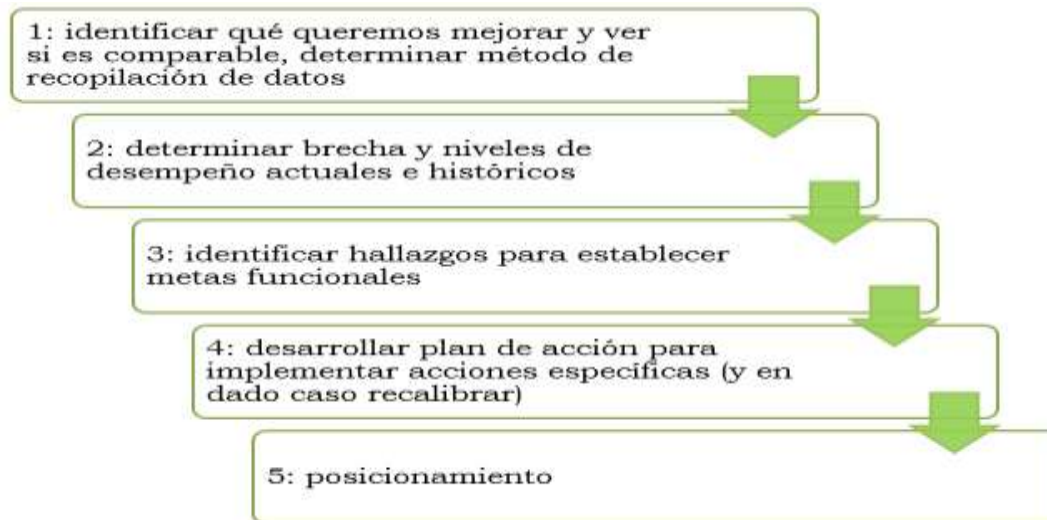 1: identificar qué queremos mejorar y ver
si es comparable, determinar método de
recopilación de datos
2: determinar brecha y niveles de
desempeño actuales e históricos
3: identificar hallazgos para establecer
metas funcionales
4: desarrollar plan de acción para
implementar acciones específicas (y en
dado caso recalibrar)
5: posicionamiento